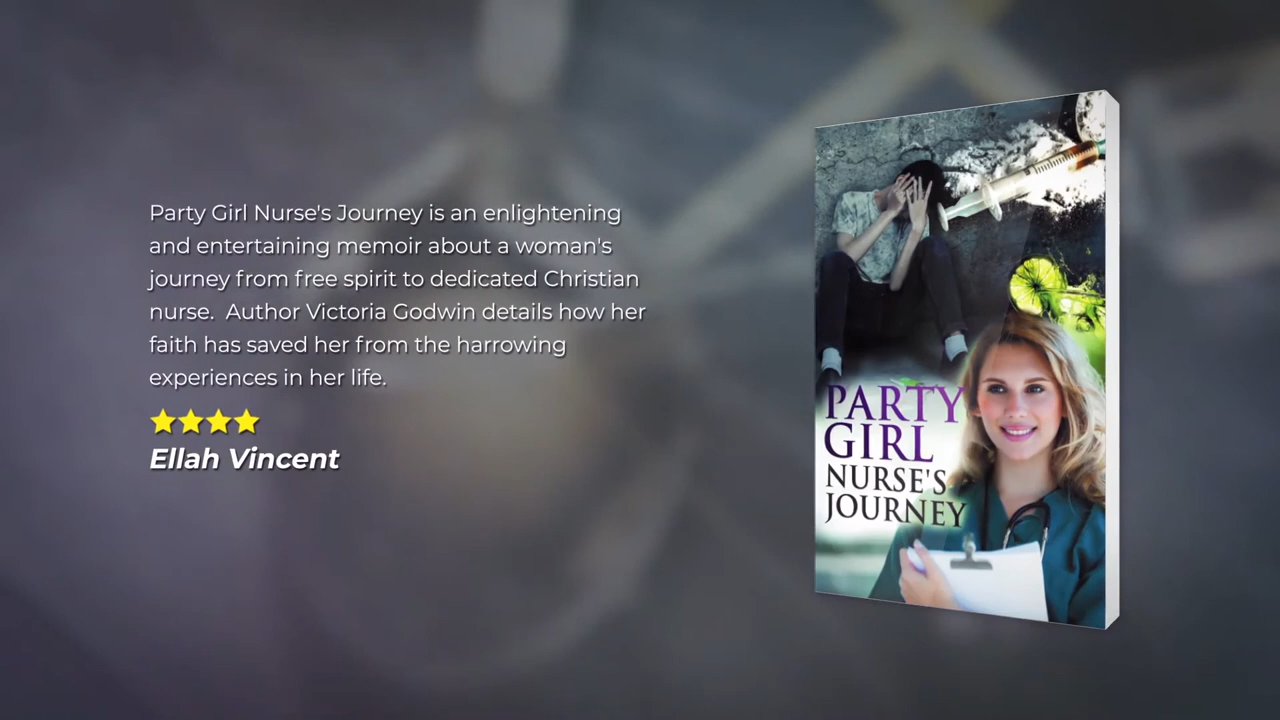 Party Girl Nurse's Journey is an enlightening
and entertaining memoir about a woman's
journey from free spirit to dedicated Christian
nurse.  Author Victoria Godwin details how her
faith has saved her from the harrowing
experiences in her life.
Ellah Vincent
PARTY
GIRL
NURSE'S
JOURNEY